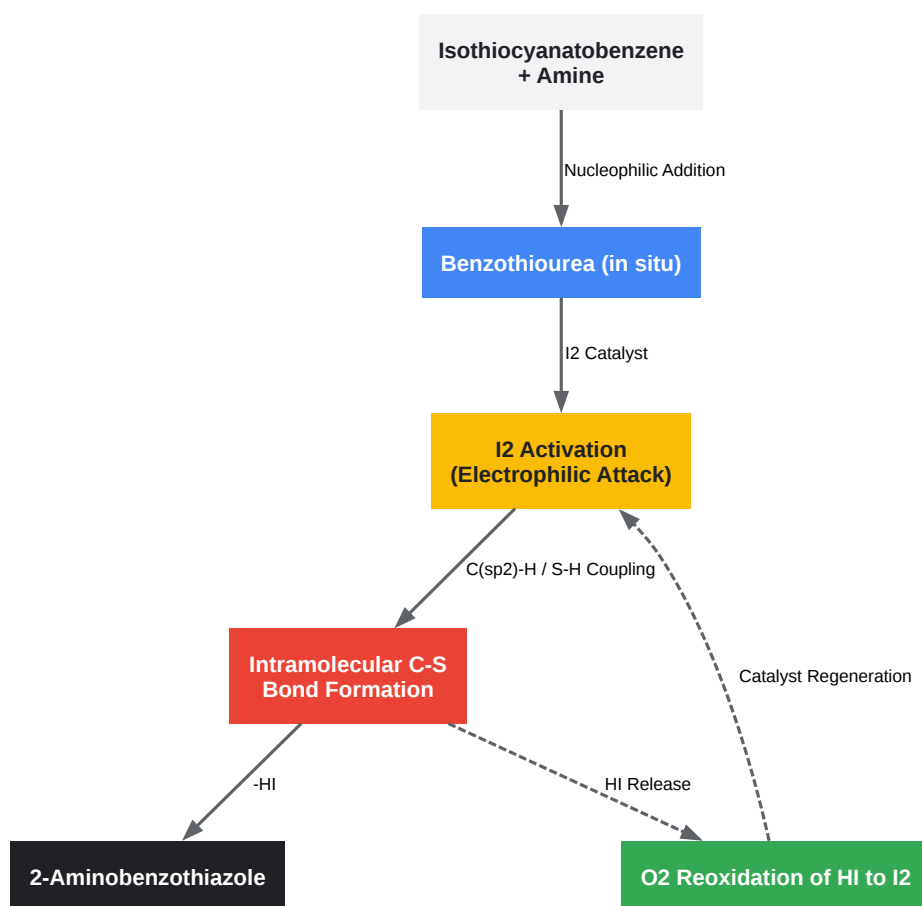 Isothiocyanatobenzene
+ Amine
Nucleophilic Addition
Benzothiourea (in situ)
I2 Catalyst
I2 Activation
(Electrophilic Attack)
C(sp2)-H / S-H Coupling
Intramolecular C-S
Bond Formation
Catalyst Regeneration
-HI
HI Release
2-Aminobenzothiazole
O2 Reoxidation of HI to I2